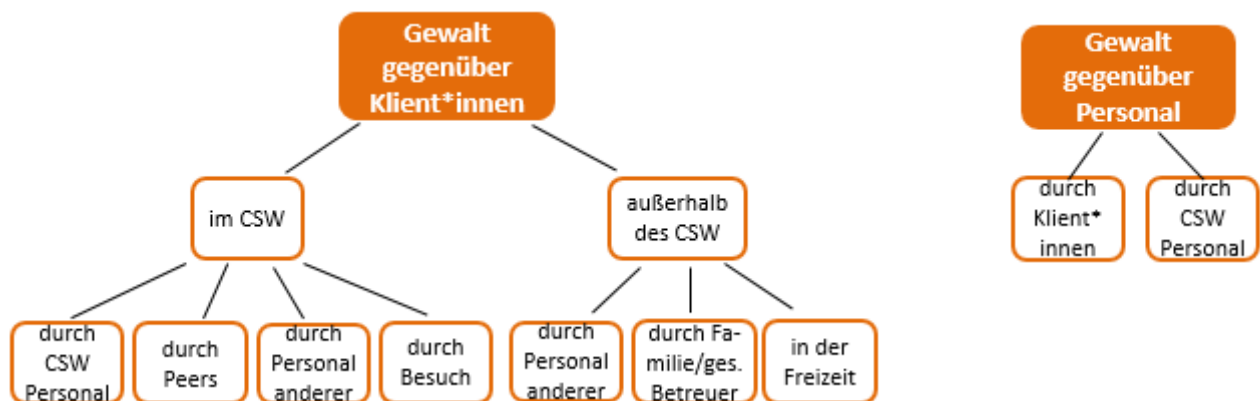 Gewalt
gegenüber
Klient*innen
im CSW
außerhalb
des CSW
durch
CSW
Personal
durch
Peers
durch
Personal
anderer
durch
Besuch
durch
Personal
anderer
durch Fa-
milie/ges.
Betreuer
in der
Freizeit
Gewalt
gegenüber
Personal
durch
Klient*
innen
durch
CSW
Personal